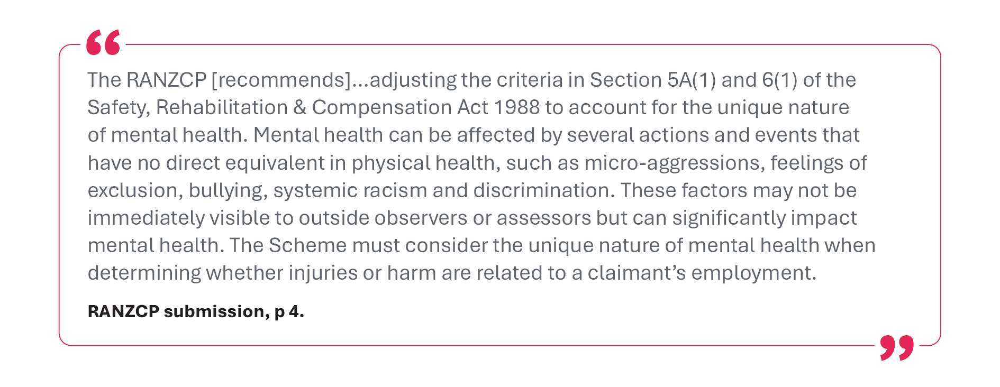 “
The RANZCP [recommends]...adjusting the criteria in Section 5A(1) and 6(1) of the
Safety, Rehabilitation & Compensation Act 1988 to account for the unique nature
of mental health. Mental health can be affected by several actions and events that
have no direct equivalent in physical health, such as micro-aggressions, feelings of
exclusion, bullying, systemic racism and discrimination. These factors may not be
immediately visible to outside observers or assessors but can significantly impact
mental health. The Scheme must consider the unique nature of mental health when
determining whether injuries or harm are related to a claimant’s employment.
RANZCP submission, p 4.
”